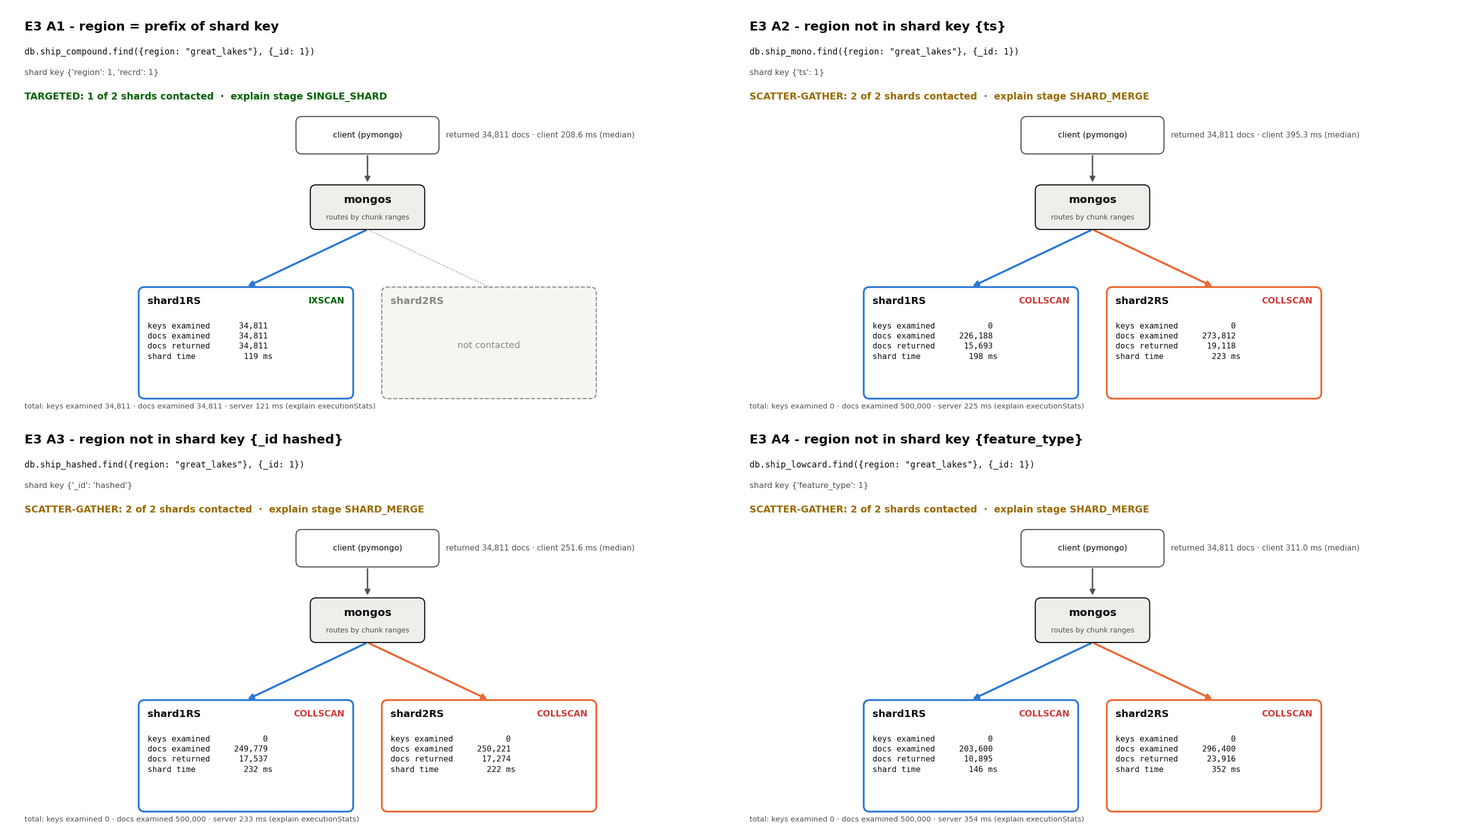 E3 A1 - region = prefix of shard key
db.ship_compound.find({region: "great_lakes"}, {_id: 1})
shard key {'region': 1, 'recrd': 1}
TARGETED: 1 of 2 shards contacted · explain stage SINGLE_SHARD
client (pymongo)
returned 34,811 docs · client 208.6 ms (median)
mongos
routes by chunk ranges
shard1RS IXSCAN
keys examined 34,811
docs examined 34,811
docs returned 34,811
shard time 119 ms
shard2RS
not contacted
total: keys examined 34,811 · docs examined 34,811 · server 121 ms (explain executionStats)
E3 A2 - region not in shard key {ts}
db.ship_mono.find({region: "great_lakes"}, {_id: 1})
shard key {'ts': 1}
SCATTER-GATHER: 2 of 2 shards contacted · explain stage SHARD_MERGE
client (pymongo)
returned 34,811 docs · client 395.3 ms (median)
mongos
routes by chunk ranges
shard1RS COLLSCAN
keys examined 0
docs examined 226,188
docs returned 15,693
shard time 198 ms
shard2RS COLLSCAN
keys examined 0
docs examined 273,812
docs returned 19,118
shard time 223 ms
total: keys examined 0 · docs examined 500,000 · server 225 ms (explain executionStats)
E3 A3 - region not in shard key {_id hashed}
db.ship_hashed.find({region: "great_lakes"}, {_id: 1})
shard key {'_id': 'hashed'}
SCATTER-GATHER: 2 of 2 shards contacted · explain stage SHARD_MERGE
client (pymongo)
returned 34,811 docs · client 251.6 ms (median)
mongos
routes by chunk ranges
shard1RS COLLSCAN
keys examined 0
docs examined 249,779
docs returned 17,537
shard time 232 ms
shard2RS COLLSCAN
keys examined 0
docs examined 250,221
docs returned 17,274
shard time 222 ms
total: keys examined 0 · docs examined 500,000 · server 233 ms (explain executionStats)
E3 A4 - region not in shard key {feature_type}
db.ship_lowcard.find({region: "great_lakes"}, {_id: 1})
shard key {'feature_type': 1}
SCATTER-GATHER: 2 of 2 shards contacted · explain stage SHARD_MERGE
client (pymongo)
returned 34,811 docs · client 311.0 ms (median)
mongos
routes by chunk ranges
shard1RS COLLSCAN
keys examined 0
docs examined 203,600
docs returned 10,895
shard time 146 ms
shard2RS COLLSCAN
keys examined 0
docs examined 296,400
docs returned 23,916
shard time 352 ms
total: keys examined 0 · docs examined 500,000 · server 354 ms (explain executionStats)